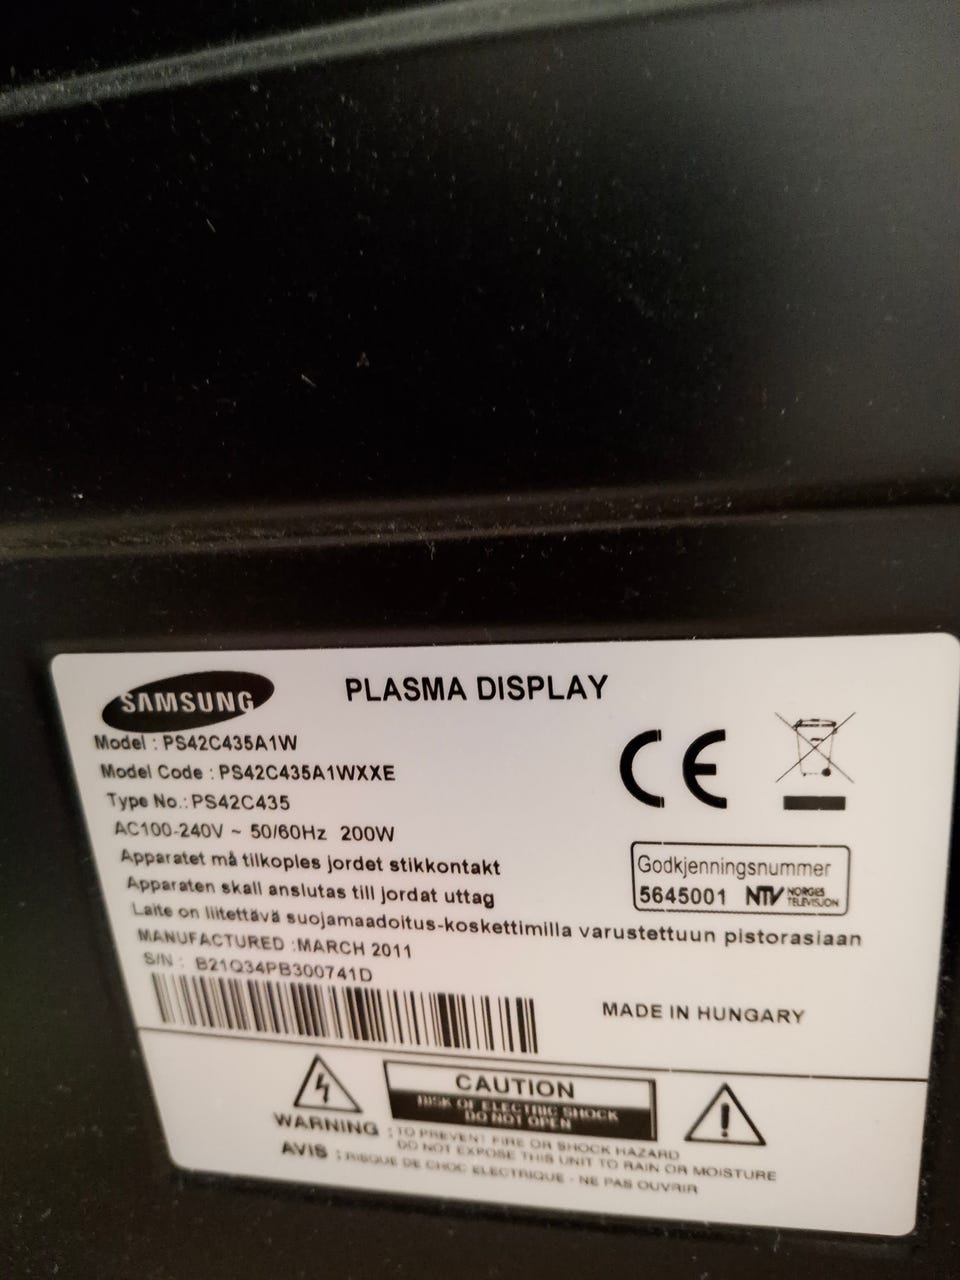 SAMSUNG
PLASMA DISPLAY
Model : PS42C435A1W
Model Code : PS42C435A1WXXE
Type No.: PS42C435
AC100-240V ~ 50/60Hz 200W
Apparatet må tilkoples jordet stikkontakt
Apparaten skall anslutas till jordat uttag
Laite on liitettävä suojamaadoitus-koskettimilla varustettuun pistorasiaan
MANUFACTURED :MARCH 2011
S/N : B21Q34PB300741D
CE
Godkjenningsnummer
5645001 NTV NORGES TELEVISJON
MADE IN HUNGARY
CAUTION
RISK OF ELECTRIC SHOCK
DO NOT OPEN
WARNING : TO PREVENT FIRE OR SHOCK HAZARD
DO NOT EXPOSE THIS UNIT TO RAIN OR MOISTURE
AVIS : RISQUE DE CHOC ELECTRIQUE - NE PAS OUVRIR